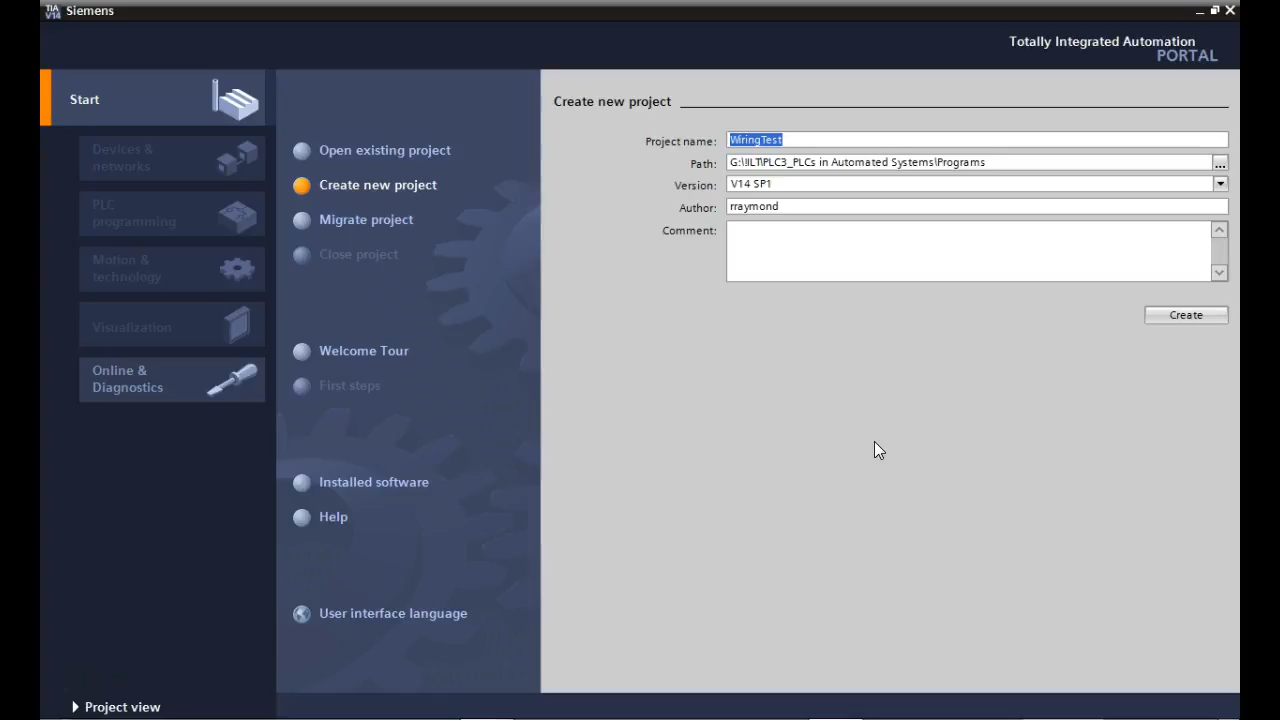 TIA
V14
Siemens
Totally Integrated Automation
PORTAL
Start
Devices &
networks
PLC
programming
Motion &
technology
Visualization
Online &
Diagnostics
Open existing project
Create new project
Migrate project
Close project
Welcome Tour
First steps
Installed software
Help
User interface language
Create new project
Project name: WiringTest
Path: G:\!ILT\PLC3_PLCs in Automated Systems\Programs
...
Version: V14 SP1
Author: rraymond
Comment:
Create
Project view